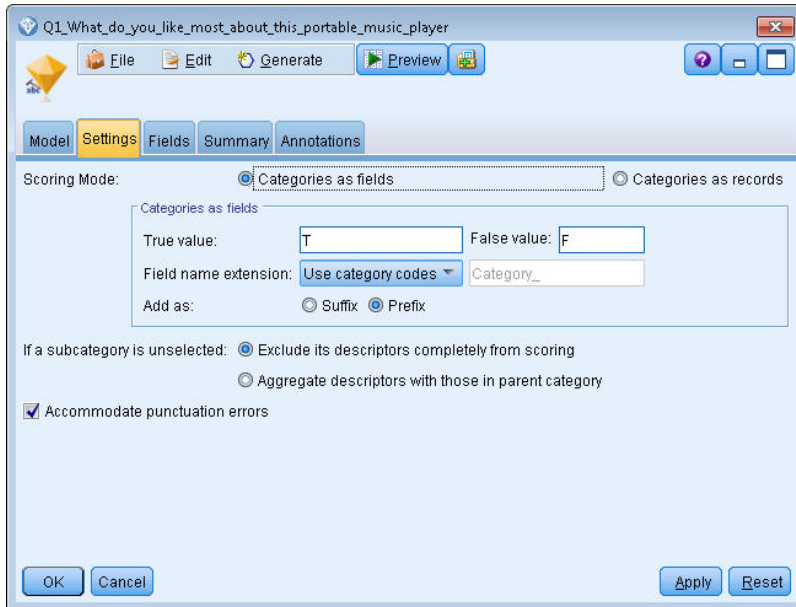 Q1_What_do_you_like_most_about_this_portable_music_player
File Edit Generate Preview
abc
Model Settings Fields Summary Annotations
Scoring Mode: Categories as fields Categories as records
Categories as fields
True value: T False value: F
Field name extension: Use category codes Category_
Add as: Suffix Prefix
If a subcategory is unselected: Exclude its descriptors completely from scoring
Aggregate descriptors with those in parent category
Accommodate punctuation errors
OK Cancel Apply Reset